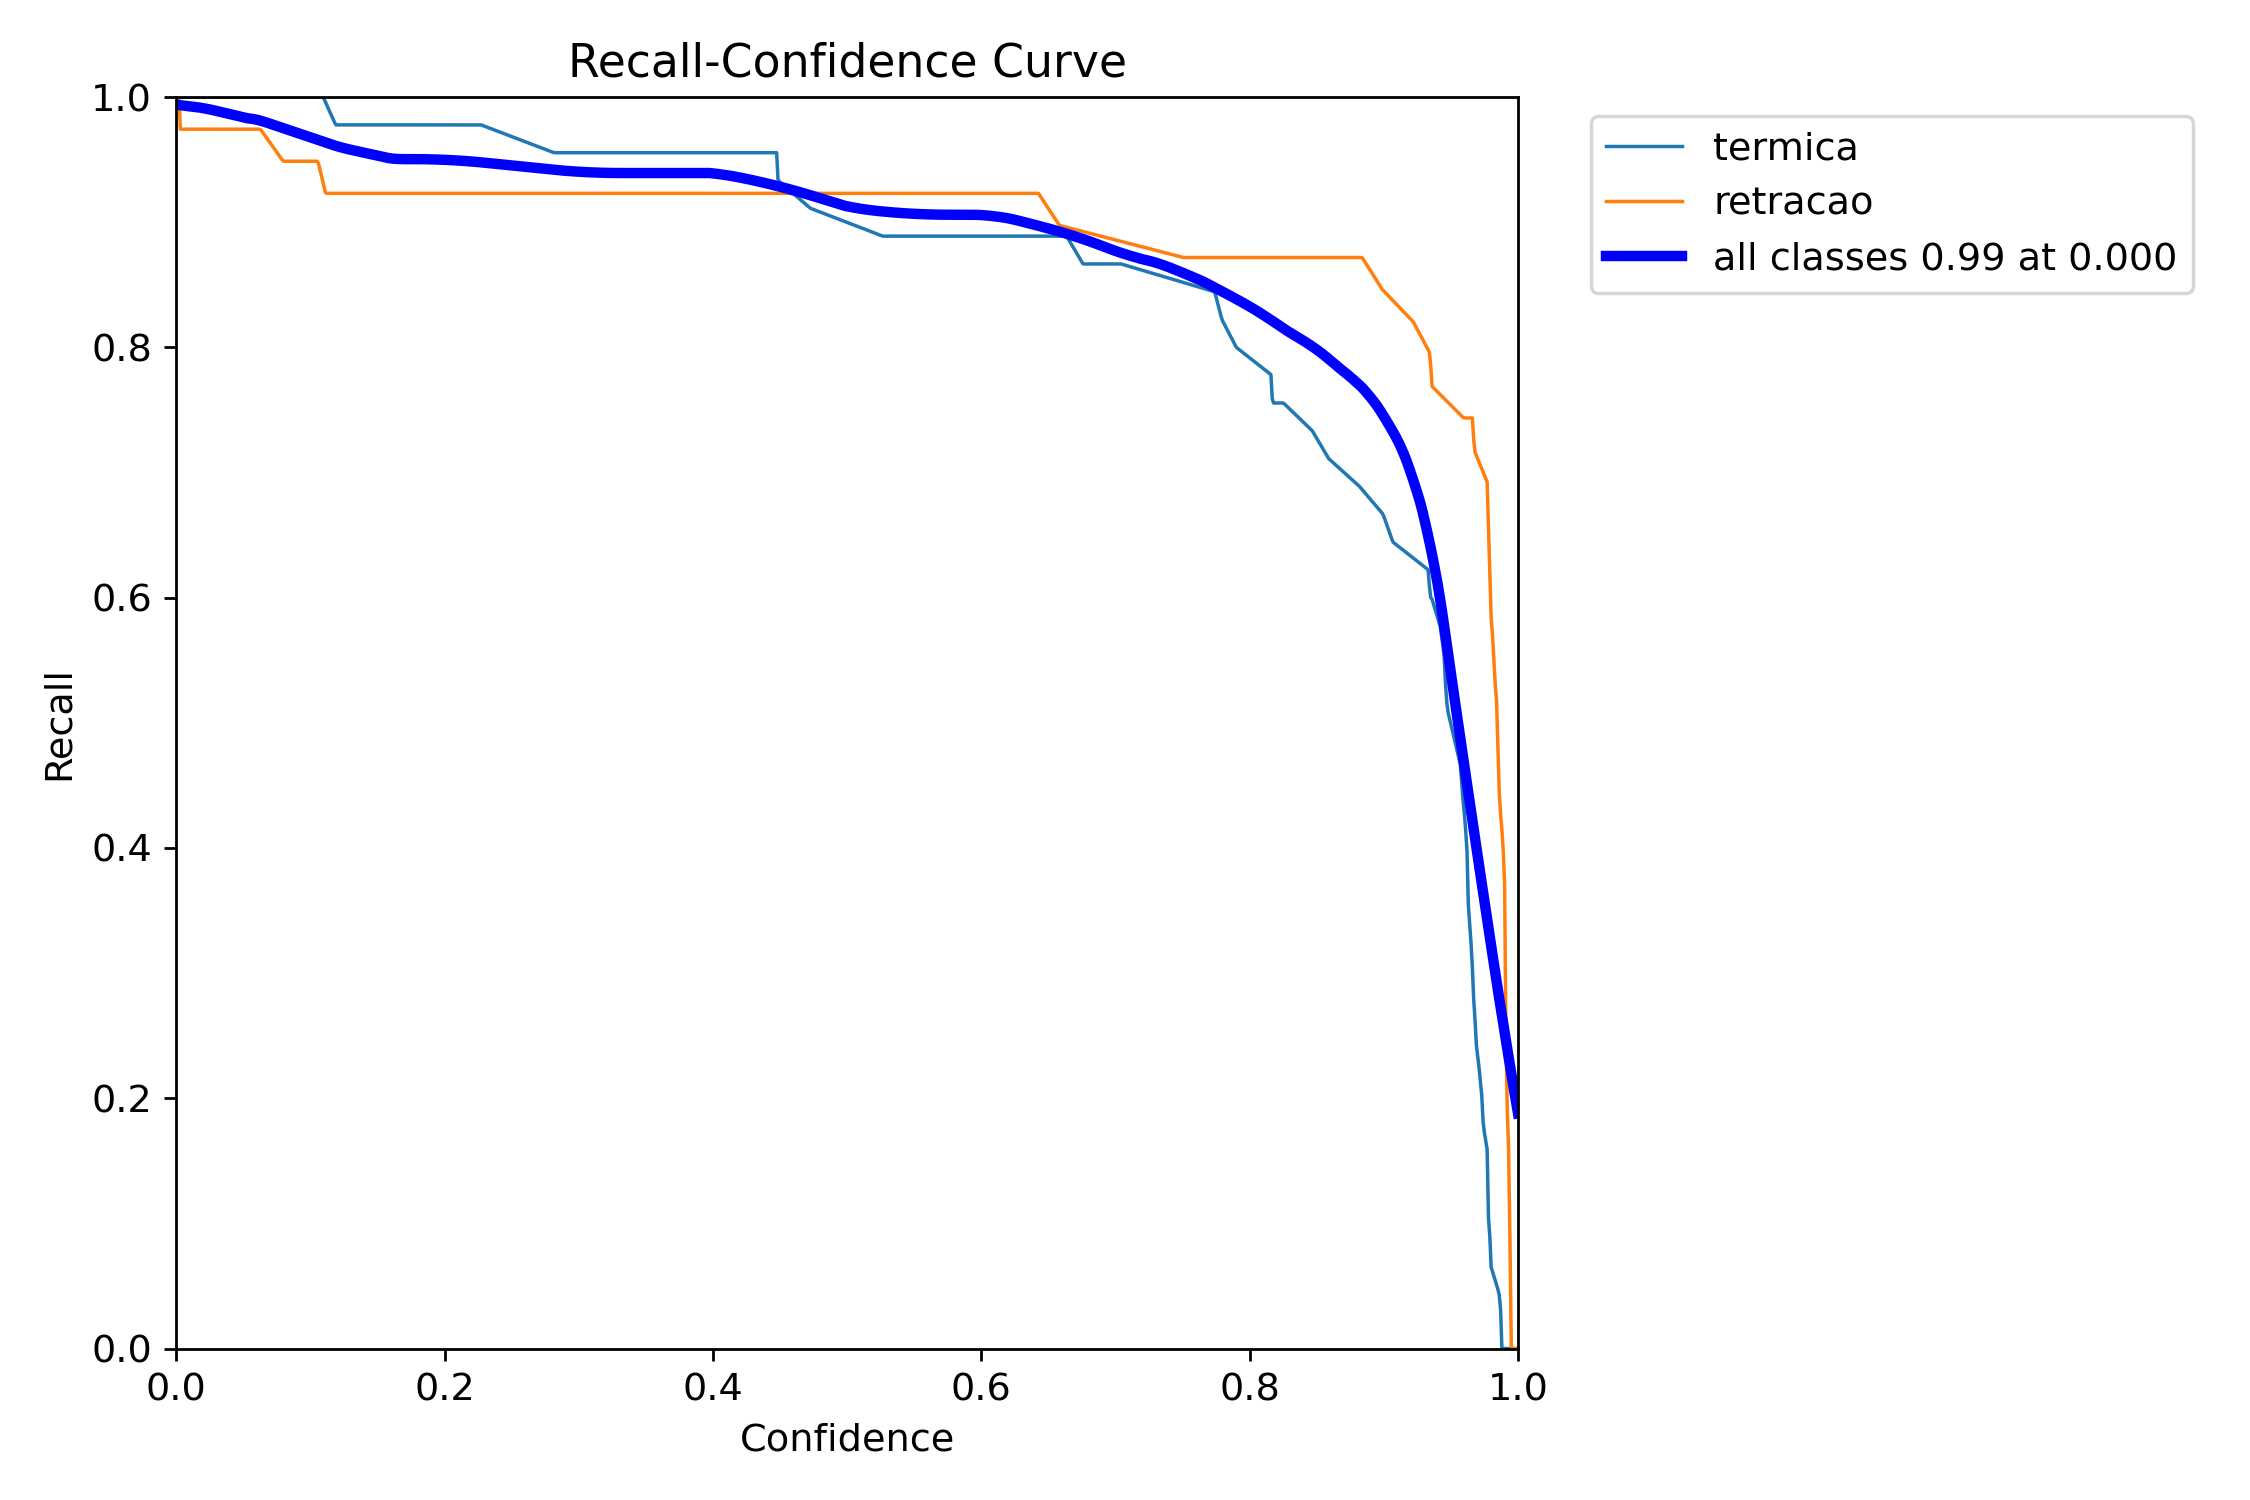 Recall-Confidence Curve
1.0
0.8
0.6
0.4
0.2
0.0
Recall
0.0 0.2 0.4 0.6 0.8 1.0
Confidence
termica
retracao
all classes 0.99 at 0.000